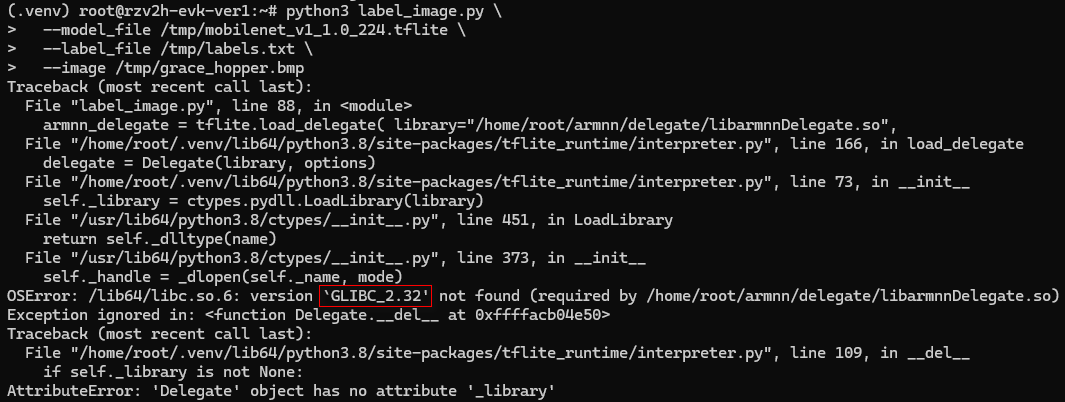 (.venv) root@rzv2h-evk-ver1:~# python3 label_image.py \
>   --model_file /tmp/mobilenet_v1_1.0_224.tflite \
>   --label_file /tmp/labels.txt \
>   --image /tmp/grace_hopper.bmp
Traceback (most recent call last):
  File "label_image.py", line 88, in <module>
    armnn_delegate = tflite.load_delegate( library="/home/root/armnn/delegate/libarmnnDelegate.so",
  File "/home/root/.venv/lib64/python3.8/site-packages/tflite_runtime/interpreter.py", line 166, in load_delegate
    delegate = Delegate(library, options)
  File "/home/root/.venv/lib64/python3.8/site-packages/tflite_runtime/interpreter.py", line 73, in __init__
    self._library = ctypes.pydll.LoadLibrary(library)
  File "/usr/lib64/python3.8/ctypes/__init__.py", line 451, in LoadLibrary
    return self._dlltype(name)
  File "/usr/lib64/python3.8/ctypes/__init__.py", line 373, in __init__
    self._handle = _dlopen(self._name, mode)
OSError: /lib64/libc.so.6: version `GLIBC_2.32' not found (required by /home/root/armnn/delegate/libarmnnDelegate.so)
Exception ignored in: <function Delegate.__del__ at 0xffffacb04e50>
Traceback (most recent call last):
  File "/home/root/.venv/lib64/python3.8/site-packages/tflite_runtime/interpreter.py", line 109, in __del__
    if self._library is not None:
AttributeError: 'Delegate' object has no attribute '_library'